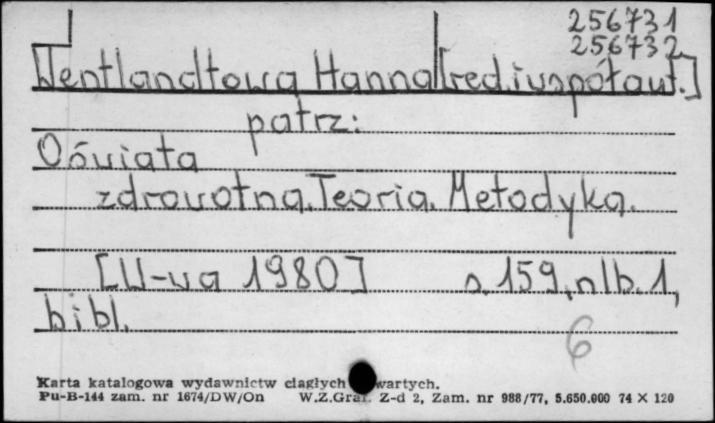 256731
256732
Wentlandtowa Hanna [red. i współaut.]
patrz:
Oświata
zdrowotna. Teoria. Metodyka.
[W-wa 1980] s. 159, nlb. 1,
bibl.
6
Karta katalogowa wydawnictw ciągłych wartych.
Pu-B-144 zam. nr 1674/DW/On W.Z.Graf. Z-d 2, Zam. nr 988/77, 5.650.000 74 X 120